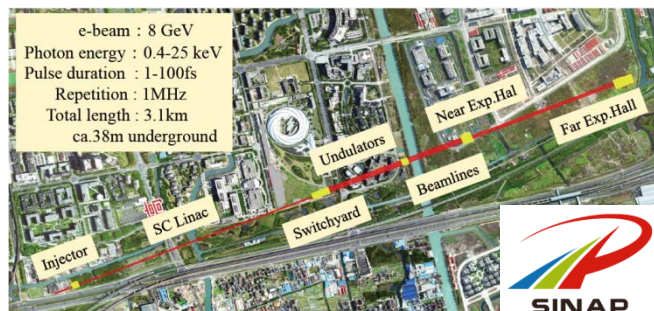 e-beam : 8 GeV
Photon energy : 0.4-25 keV
Pulse duration : 1-100fs
Repetition : 1MHz
Total length : 3.1km
ca.38m underground
Near Exp.Hal
Far Exp.Hall
Undulators
Beamlines
SC Linac
Switchyard
Injector
SINAP